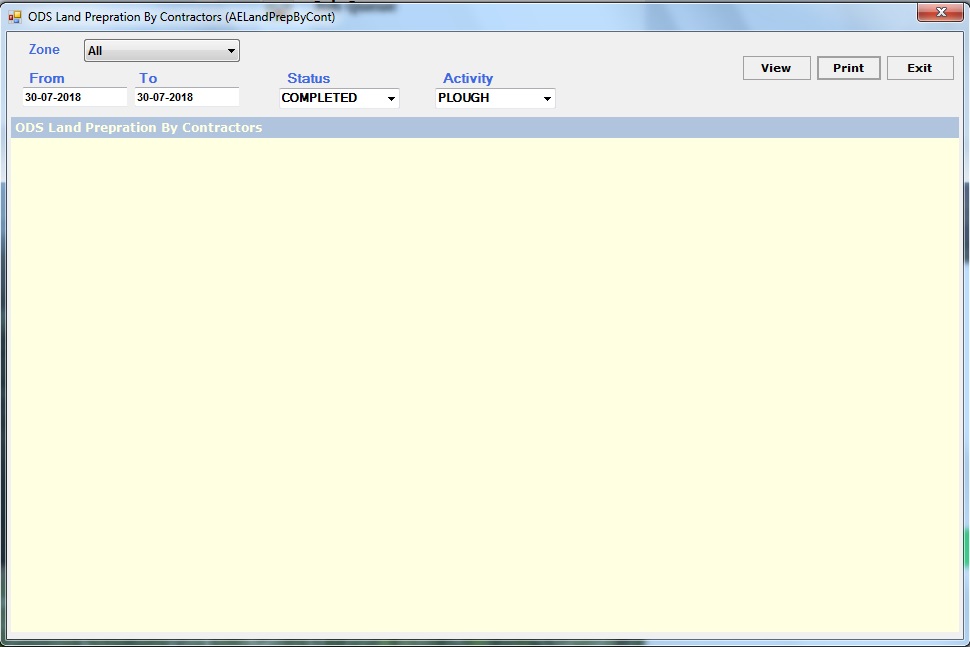 ODS Land Prepration By Contractors (AELandPrepByCont)
Zone All
View Print Exit
From To Status Activity
30-07-2018 30-07-2018 COMPLETED PLOUGH
ODS Land Prepration By Contractors